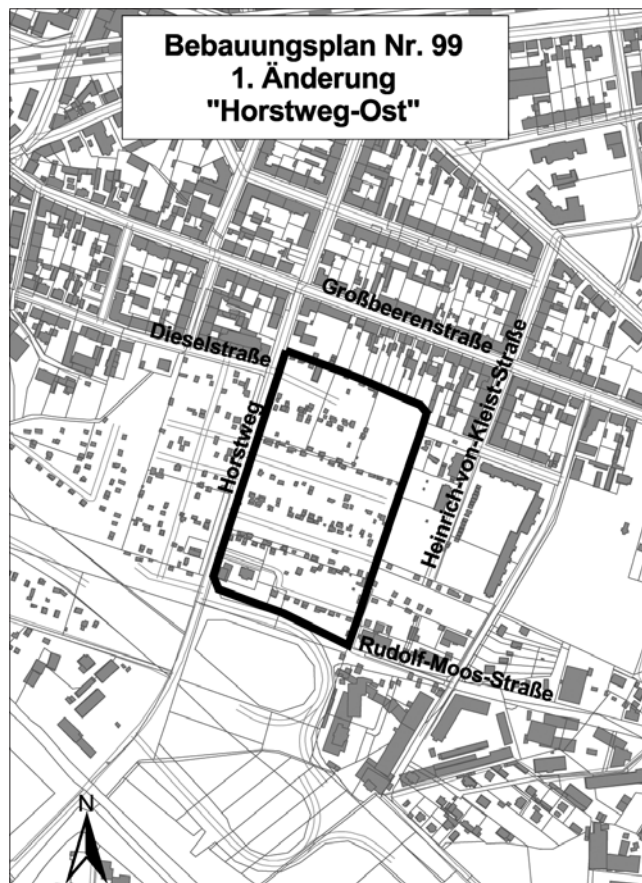 Bebauungsplan Nr. 99
1. Änderung
"Horstweg-Ost"
Großbeerenstraße
Dieselstraße
Horstweg
Heinrich-von-Kleist-Straße
Rudolf-Moos-Straße
N